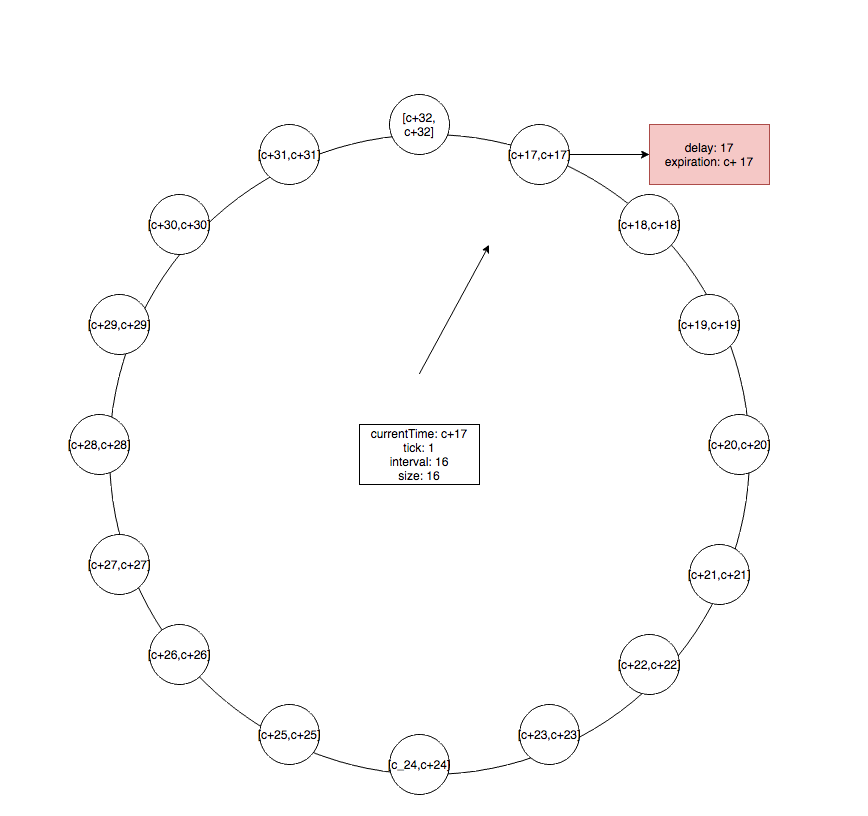 [c+32,
c+32]
[c+31,c+31]
[c+17,c+17]
delay: 17
expiration: c+ 17
[c+30,c+30]
[c+18,c+18]
[c+29,c+29]
[c+19,c+19]
currentTime: c+17
tick: 1
interval: 16
size: 16
[c+28,c+28]
[c+20,c+20]
[c+27,c+27]
[c+21,c+21]
[c+26,c+26]
[c+22,c+22]
[c+25,c+25]
[c+23,c+23]
[c_24,c+24]